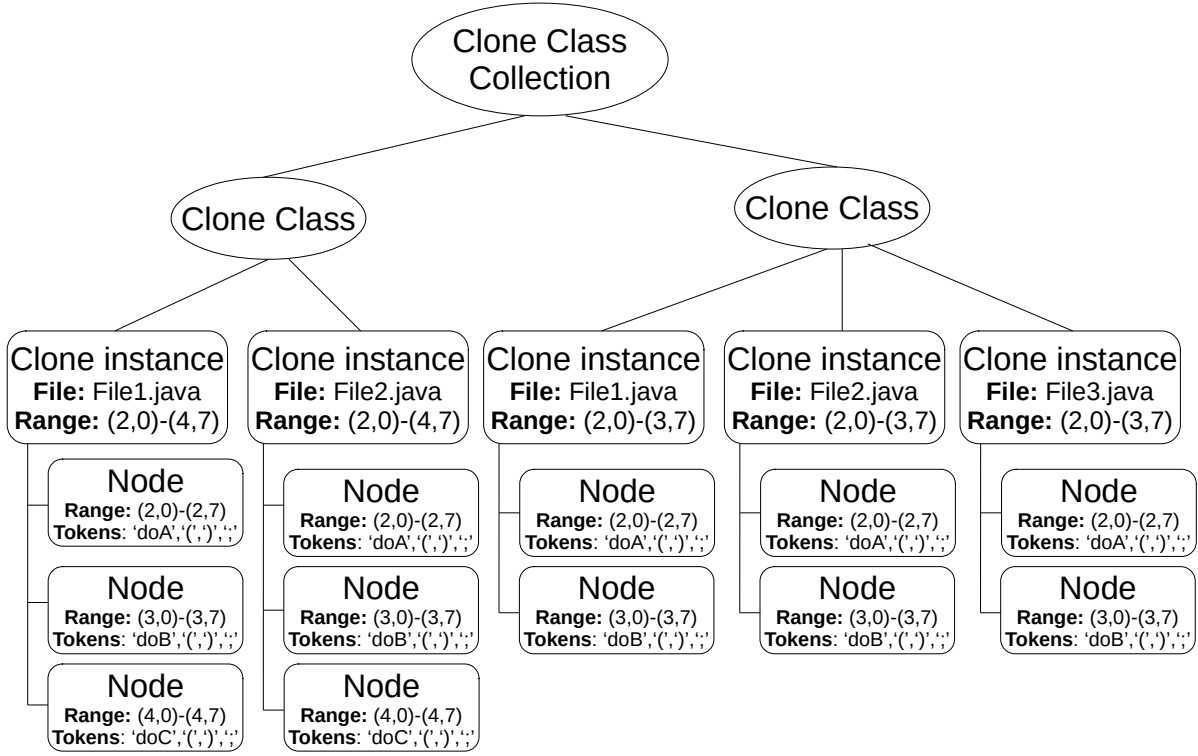 Clone Class
Collection
Clone Class
Clone Class
Clone instance
File: File1.java
Range: (2,0)-(4,7)
Node
Range: (2,0)-(2,7)
Tokens: ‘doA’,‘(’,‘)’,‘;’
Node
Range: (3,0)-(3,7)
Tokens: ‘doB’,‘(’,‘)’,‘;’
Node
Range: (4,0)-(4,7)
Tokens: ‘doC’,‘(’,‘)’,‘;’
Clone instance
File: File2.java
Range: (2,0)-(4,7)
Node
Range: (2,0)-(2,7)
Tokens: ‘doA’,‘(’,‘)’,‘;’
Node
Range: (3,0)-(3,7)
Tokens: ‘doB’,‘(’,‘)’,‘;’
Node
Range: (4,0)-(4,7)
Tokens: ‘doC’,‘(’,‘)’,‘;’
Clone instance
File: File1.java
Range: (2,0)-(3,7)
Node
Range: (2,0)-(2,7)
Tokens: ‘doA’,‘(’,‘)’,‘;’
Node
Range: (3,0)-(3,7)
Tokens: ‘doB’,‘(’,‘)’,‘;’
Clone instance
File: File2.java
Range: (2,0)-(3,7)
Node
Range: (2,0)-(2,7)
Tokens: ‘doA’,‘(’,‘)’,‘;’
Node
Range: (3,0)-(3,7)
Tokens: ‘doB’,‘(’,‘)’,‘;’
Clone instance
File: File3.java
Range: (2,0)-(3,7)
Node
Range: (2,0)-(2,7)
Tokens: ‘doA’,‘(’,‘)’,‘;’
Node
Range: (3,0)-(3,7)
Tokens: ‘doB’,‘(’,‘)’,‘;’